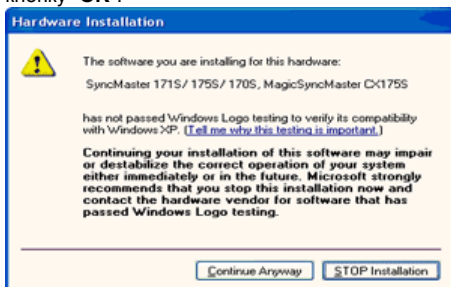 кнопки "OK".
Hardware Installation
The software you are installing for this hardware:
SyncMaster 171S/ 175S/ 170S, MagicSyncMaster CX175S
has not passed Windows Logo testing to verify its compatibility
with Windows XP. (Tell me why this testing is important.)
Continuing your installation of this software may impair
or destabilize the correct operation of your system
either immediately or in the future. Microsoft strongly
recommends that you stop this installation now and
contact the hardware vendor for software that has
passed Windows Logo testing.
Continue Anyway STOP Installation